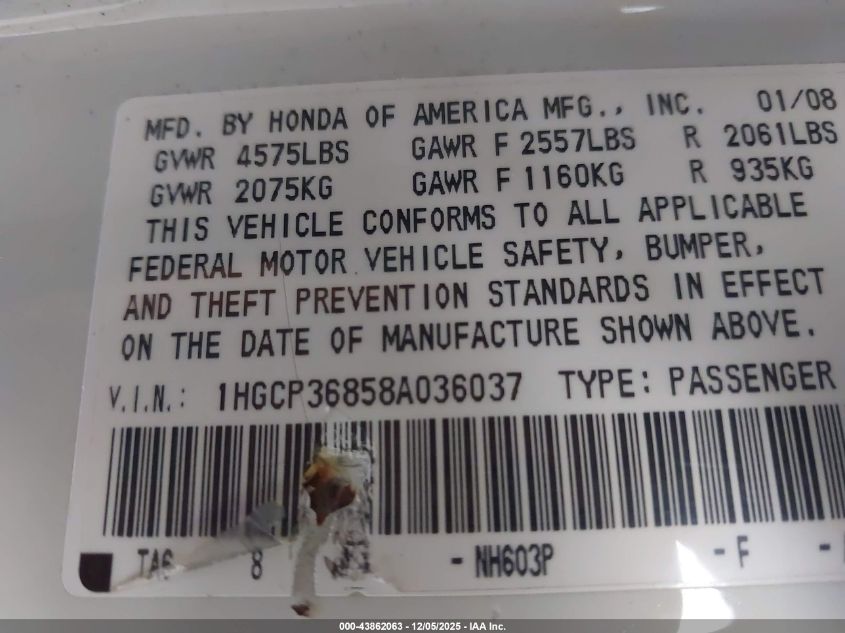 MFD. BY HONDA OF AMERICA MFG., INC. 01/08
GVWR 4575LBS GAWR F 2557LBS R 2061LBS
GVWR 2075KG GAWR F 1160KG R 935KG
THIS VEHICLE CONFORMS TO ALL APPLICABLE
FEDERAL MOTOR VEHICLE SAFETY, BUMPER,
AND THEFT PREVENTION STANDARDS IN EFFECT
ON THE DATE OF MANUFACTURE SHOWN ABOVE.
V.I.N.: 1HGCP36858A036037 TYPE: PASSENGER
8 - NH603P - F -
000-43862063 - 12/05/2025 - IAA Inc.